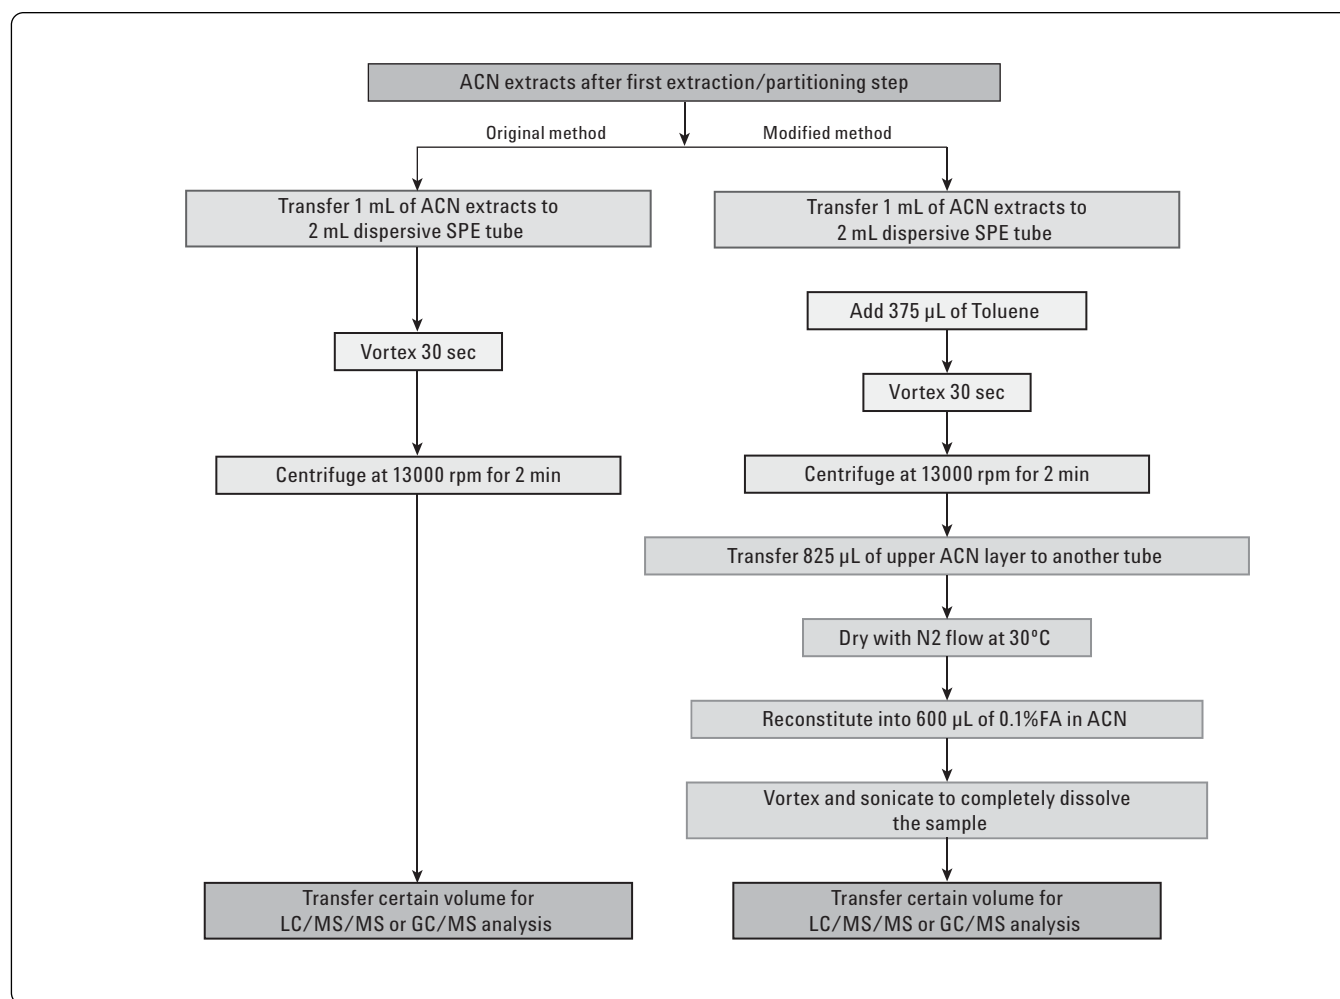 ACN extracts after first extraction/partitioning step
Original method
Modified method
Transfer 1 mL of ACN extracts to
2 mL dispersive SPE tube
Vortex 30 sec
Centrifuge at 13000 rpm for 2 min
Transfer certain volume for
LC/MS/MS or GC/MS analysis
Transfer 1 mL of ACN extracts to
2 mL dispersive SPE tube
Add 375 µL of Toluene
Vortex 30 sec
Centrifuge at 13000 rpm for 2 min
Transfer 825 µL of upper ACN layer to another tube
Dry with N2 flow at 30ºC
Reconstitute into 600 µL of 0.1%FA in ACN
Vortex and sonicate to completely dissolve
the sample
Transfer certain volume for
LC/MS/MS or GC/MS analysis